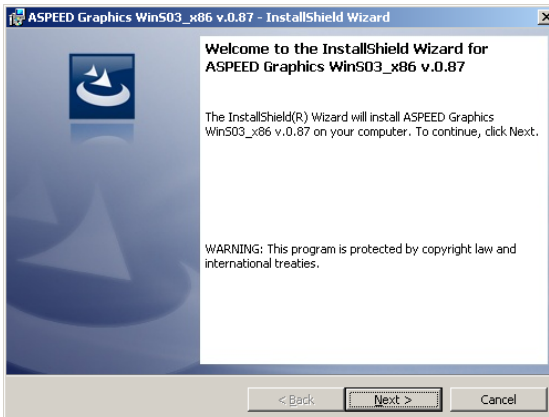 ASPEED Graphics WinS03_x86 v.0.87 - InstallShield Wizard
Welcome to the InstallShield Wizard for
ASPEED Graphics WinS03_x86 v.0.87
The InstallShield(R) Wizard will install ASPEED Graphics
WinS03_x86 v.0.87 on your computer. To continue, click Next.
WARNING: This program is protected by copyright law and
international treaties.
< Back Next > Cancel